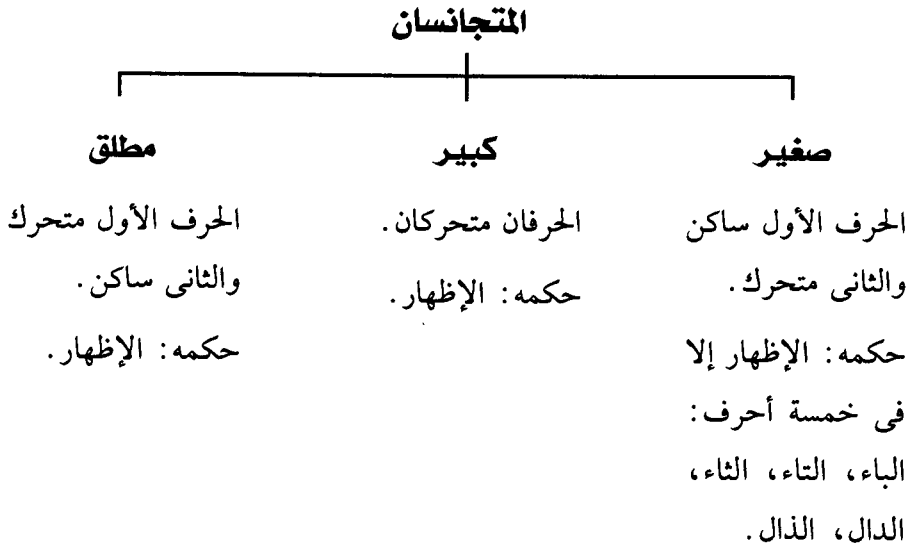 المتجانسان
صغير
الحرف الأول ساكن
والثانى متحرك.
حكمه: الإظهار إلا
فى خمسة أحرف:
الباء، التاء، الثاء،
الدال، الذال.
كبير
الحرفان متحركان.
حكمه: الإظهار.
مطلق
الحرف الأول متحرك
والثانى ساكن.
حكمه: الإظهار.